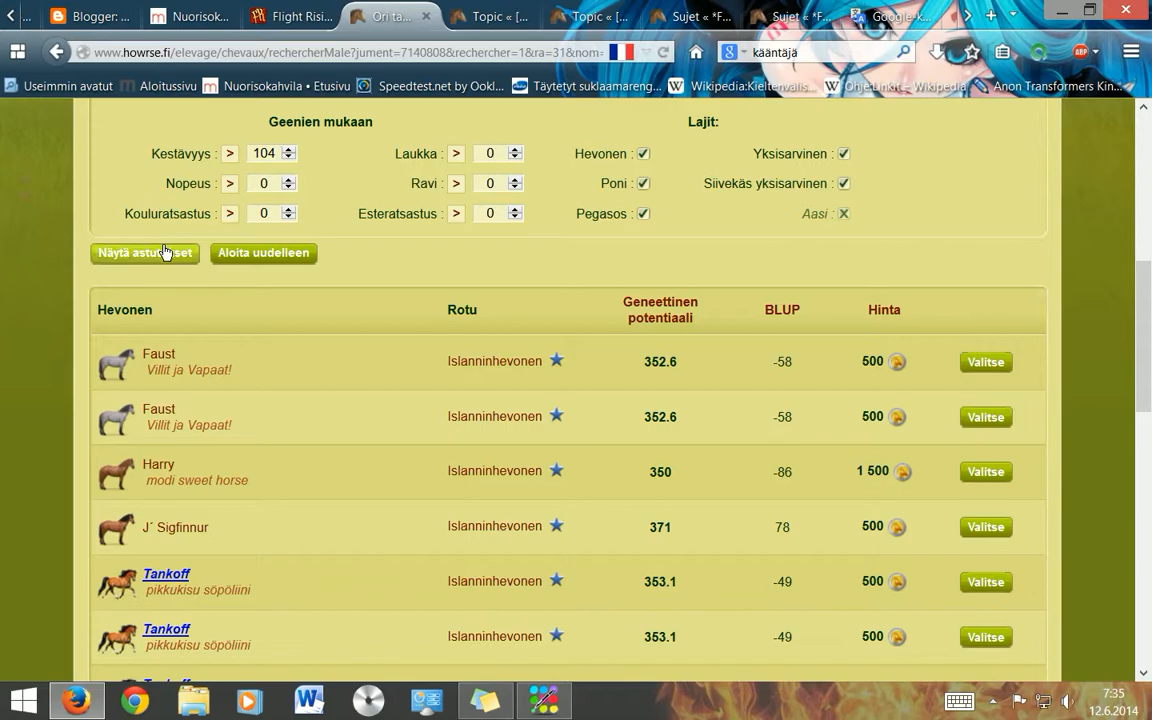 ...
Blogger: ...
Nuorisok...
Flight Risi...
Ori ta...
Topic « [...
Topic « [...
Sujet « *F...
Sujet « *F...
Google-k...
www.howrse.fi/elevage/chevaux/rechercherMale?jument=7140808&rechercher=1&ra=31&nom=
kääntäjä
Useimmin avatut
Aloitussivu
Nuorisokahvila ‹ Etusivu
Speedtest.net by Ookl...
Täytetyt suklaamareng...
Wikipedia:Kieltenvalis...
Ohje:Linkit – Wikipedia
Anon Transformers Kin...
Geenien mukaan
Lajit:
Kestävyys : > 104 Laukka : > 0 Hevonen : Yksisarvinen :
Nopeus : > 0 Ravi : > 0 Poni : Siivekäs yksisarvinen :
Kouluratsastus : > 0 Esteratsastus : > 0 Pegasos : Aasi :
Aloita uudelleen
Hevonen Rotu Geneettinen potentiaali BLUP Hinta
Faust Islanninhevonen 352.6 -58 500 Valitse
Villit ja Vapaat!
Faust Islanninhevonen 352.6 -58 500 Valitse
Villit ja Vapaat!
Harry Islanninhevonen 350 -86 1 500 Valitse
modi sweet horse
J´ Sigfinnur Islanninhevonen 371 78 500 Valitse
Tankoff Islanninhevonen 353.1 -49 500 Valitse
pikkukisu söpöliini
Tankoff Islanninhevonen 353.1 -49 500 Valitse
pikkukisu söpöliini
7:35
12.6.2014